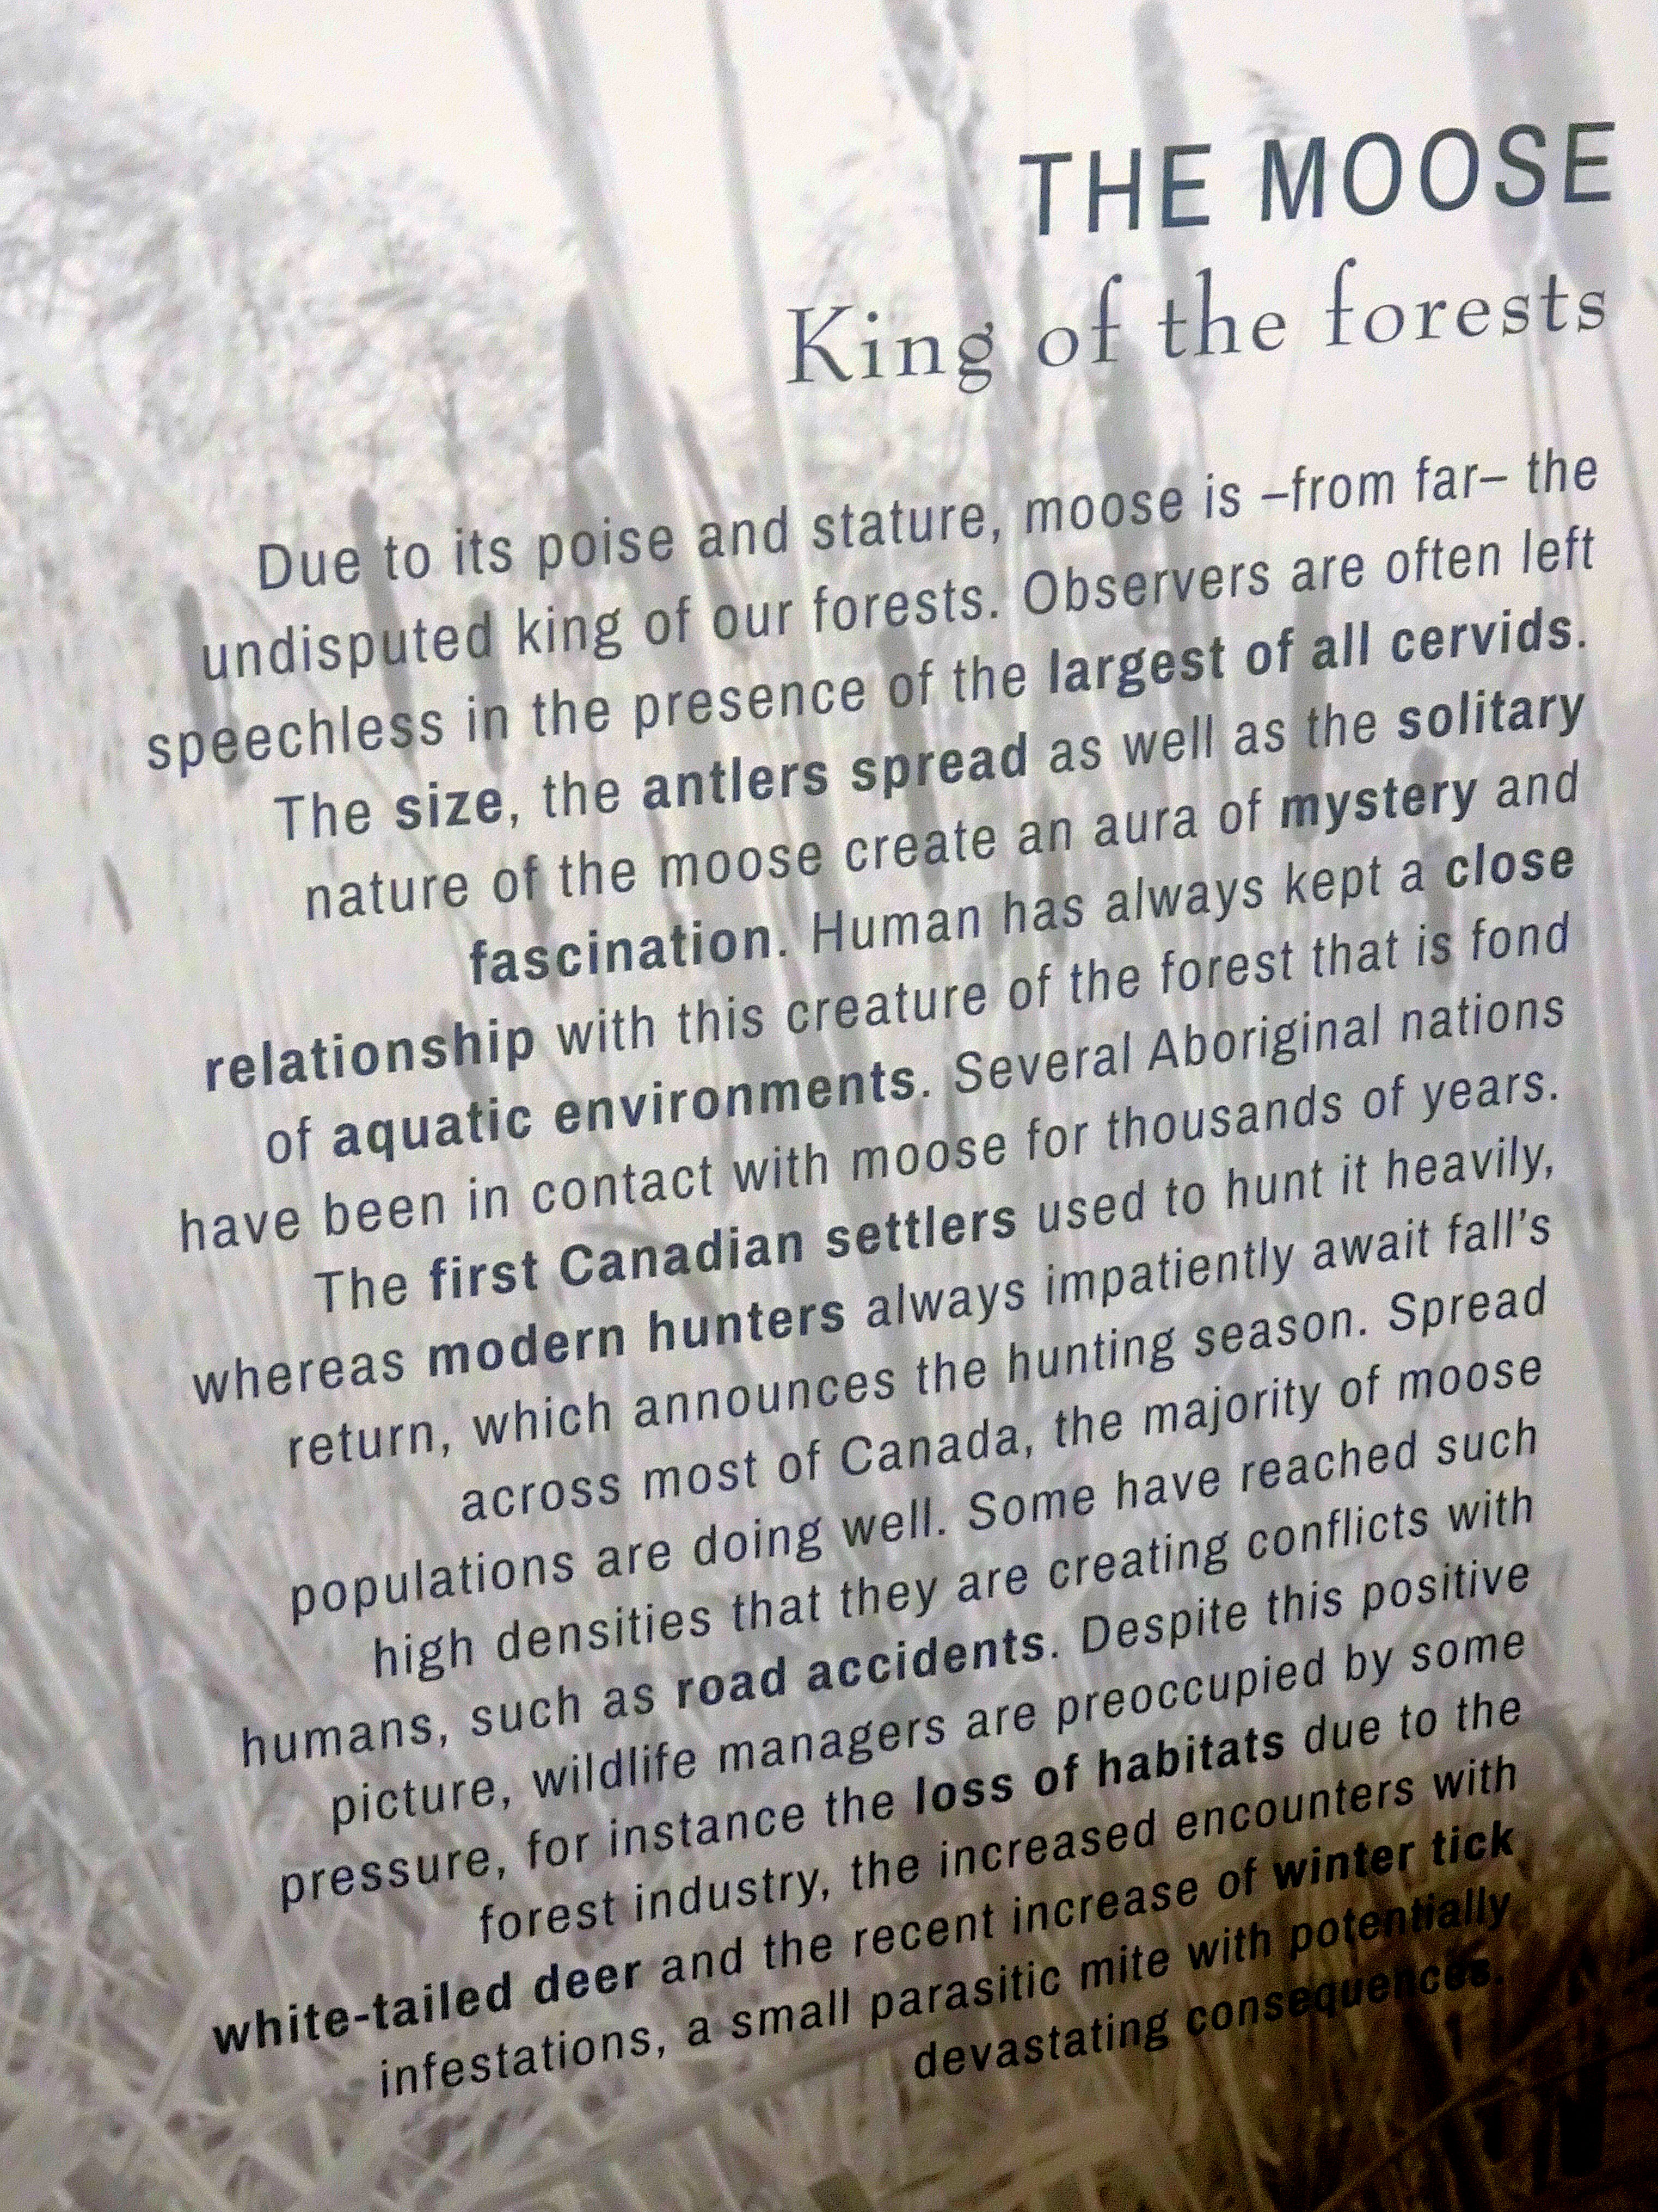 THE MOOSE
King of the forests
Due to its poise and stature, moose is –from far– the
undisputed king of our forests. Observers are often left
speechless in the presence of the largest of all cervids.
The size, the antlers spread as well as the solitary
nature of the moose create an aura of mystery and
fascination. Human has always kept a close
relationship with this creature of the forest that is fond
of aquatic environments. Several Aboriginal nations
have been in contact with moose for thousands of years.
The first Canadian settlers used to hunt it heavily,
whereas modern hunters always impatiently await fall's
return, which announces the hunting season. Spread
across most of Canada, the majority of moose
populations are doing well. Some have reached such
high densities that they are creating conflicts with
humans, such as road accidents. Despite this positive
picture, wildlife managers are preoccupied by some
pressure, for instance the loss of habitats due to the
forest industry, the increased encounters with
white-tailed deer and the recent increase of winter tick
infestations, a small parasitic mite with potentially
devastating consequences.